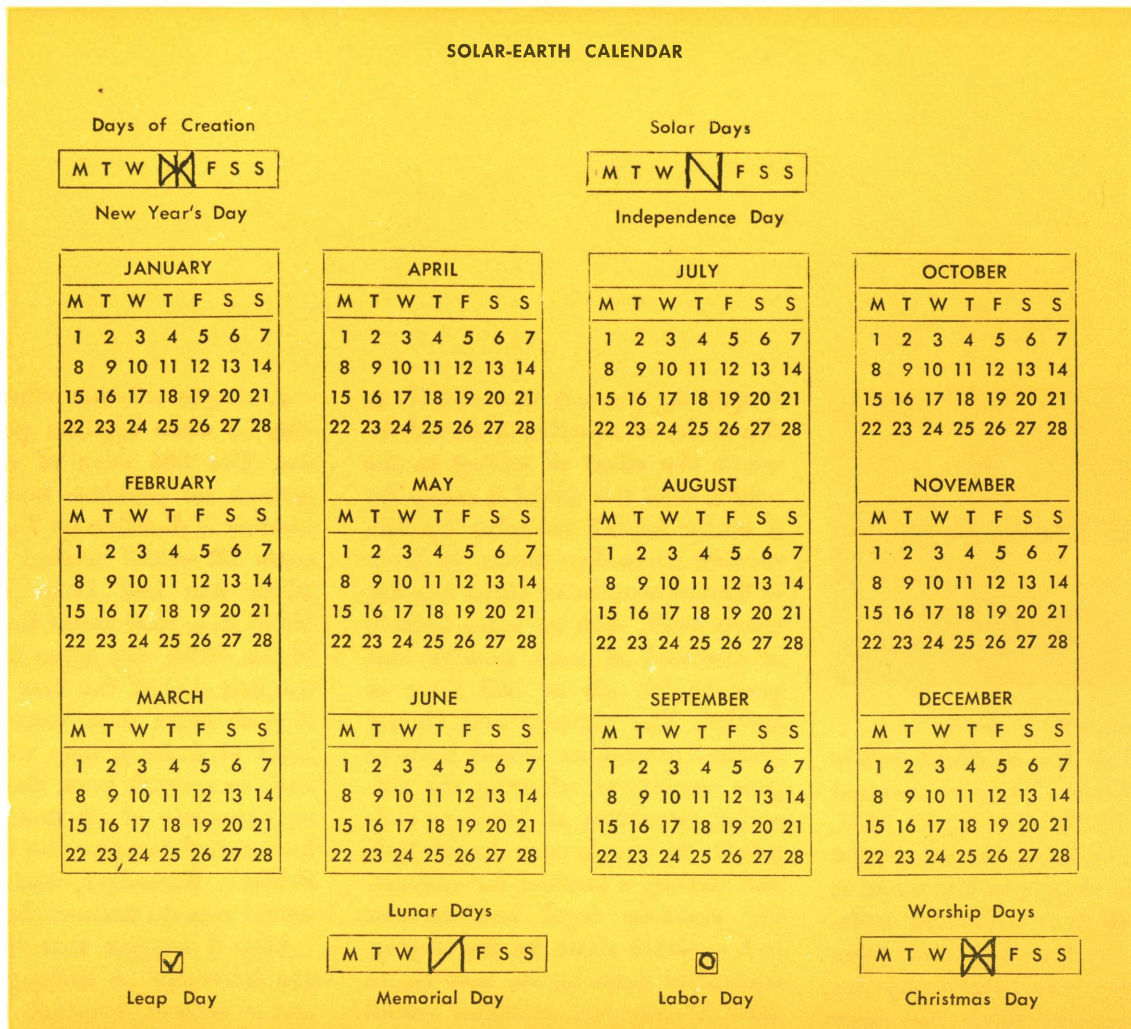 SOLAR-EARTH CALENDAR
Days of Creation
M T W F S S
New Year's Day
JANUARY
M T W T F S S
1 2 3 4 5 6 7
8 9 10 11 12 13 14
15 16 17 18 19 20 21
22 23 24 25 26 27 28
FEBRUARY
M T W T F S S
1 2 3 4 5 6 7
8 9 10 11 12 13 14
15 16 17 18 19 20 21
22 23 24 25 26 27 28
MARCH
M T W T F S S
1 2 3 4 5 6 7
8 9 10 11 12 13 14
15 16 17 18 19 20 21
22 23 24 25 26 27 28
Leap Day
APRIL
M T W T F S S
1 2 3 4 5 6 7
8 9 10 11 12 13 14
15 16 17 18 19 20 21
22 23 24 25 26 27 28
MAY
M T W T F S S
1 2 3 4 5 6 7
8 9 10 11 12 13 14
15 16 17 18 19 20 21
22 23 24 25 26 27 28
JUNE
M T W T F S S
1 2 3 4 5 6 7
8 9 10 11 12 13 14
15 16 17 18 19 20 21
22 23 24 25 26 27 28
Lunar Days
M T W F S S
Memorial Day
Solar Days
M T W F S S
Independence Day
JULY
M T W T F S S
1 2 3 4 5 6 7
8 9 10 11 12 13 14
15 16 17 18 19 20 21
22 23 24 25 26 27 28
AUGUST
M T W T F S S
1 2 3 4 5 6 7
8 9 10 11 12 13 14
15 16 17 18 19 20 21
22 23 24 25 26 27 28
SEPTEMBER
M T W T F S S
1 2 3 4 5 6 7
8 9 10 11 12 13 14
15 16 17 18 19 20 21
22 23 24 25 26 27 28
Labor Day
OCTOBER
M T W T F S S
1 2 3 4 5 6 7
8 9 10 11 12 13 14
15 16 17 18 19 20 21
22 23 24 25 26 27 28
NOVEMBER
M T W T F S S
1 2 3 4 5 6 7
8 9 10 11 12 13 14
15 16 17 18 19 20 21
22 23 24 25 26 27 28
DECEMBER
M T W T F S S
1 2 3 4 5 6 7
8 9 10 11 12 13 14
15 16 17 18 19 20 21
22 23 24 25 26 27 28
Worship Days
M T W F S S
Christmas Day